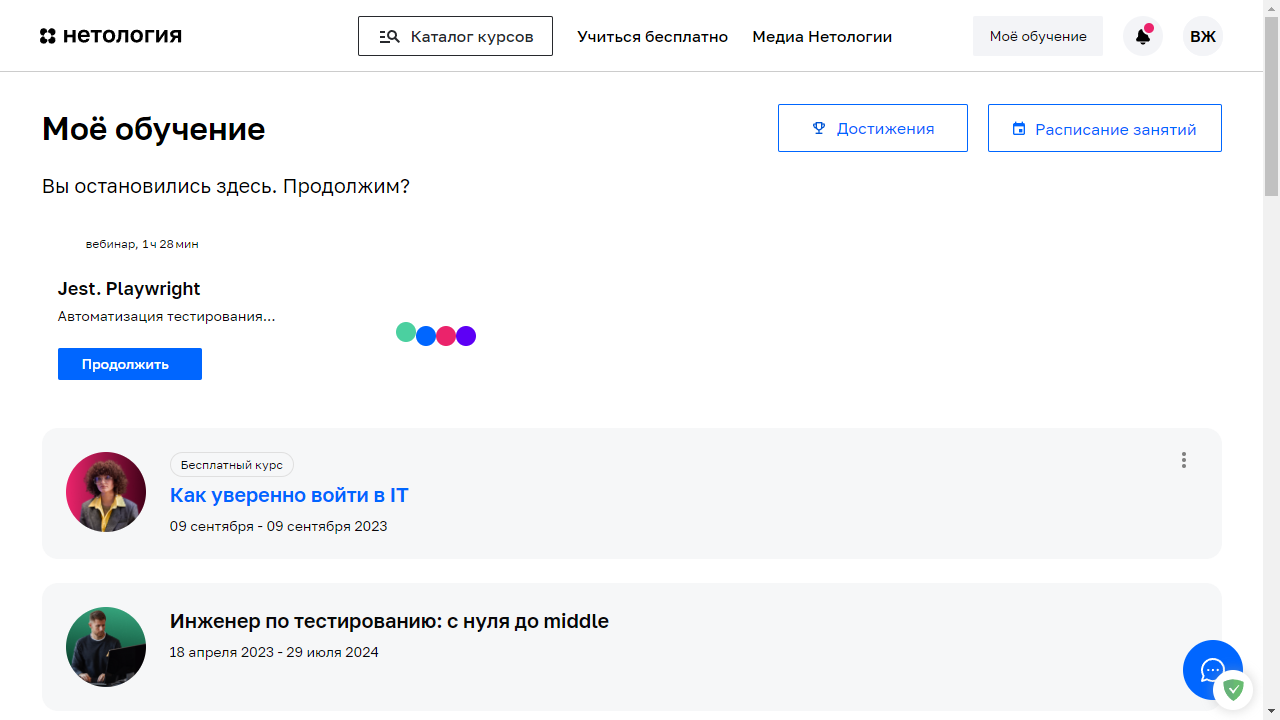 нетология
Каталог курсов
Учиться бесплатно
Медиа Нетологии
Моё обучение
ВЖ
Моё обучение
Достижения
Расписание занятий
Вы остановились здесь. Продолжим?
вебинар, 1 ч 28 мин
Jest. Playwright
Автоматизация тестирования...
Продолжить
Бесплатный курс
Как уверенно войти в IT
09 сентября - 09 сентября 2023
Инженер по тестированию: с нуля до middle
18 апреля 2023 - 29 июля 2024